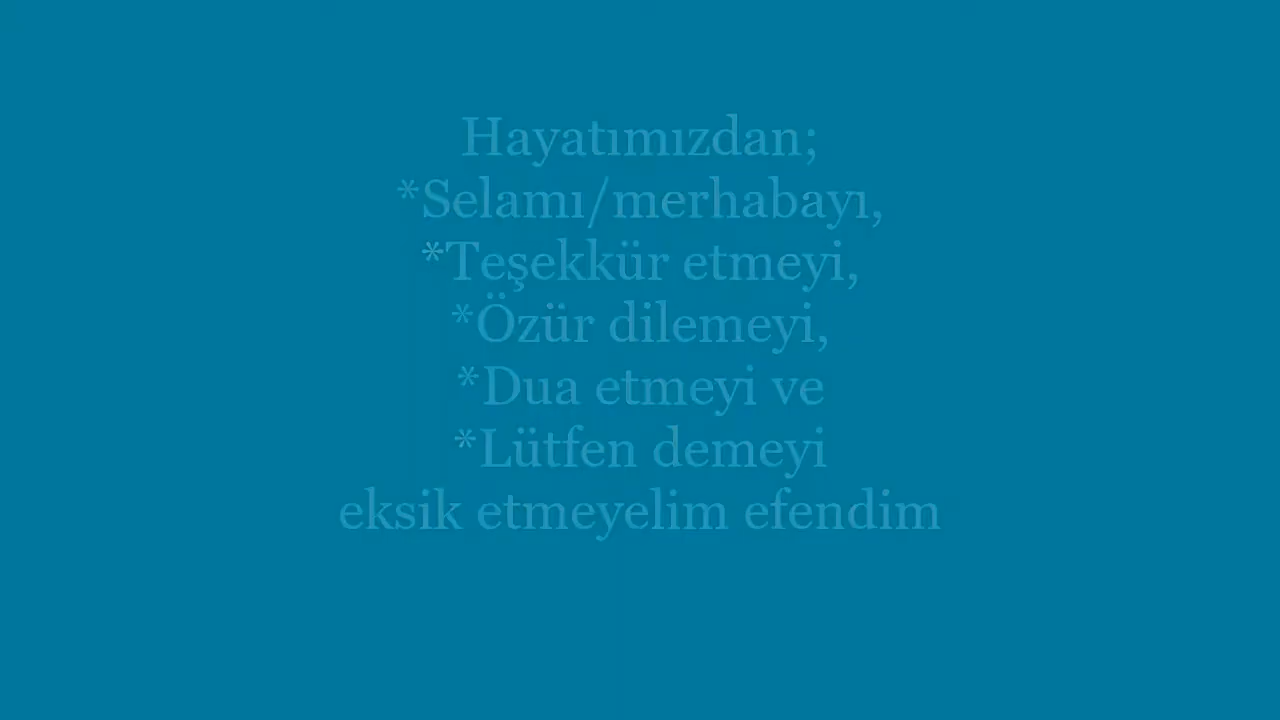 Hayatımızdan;
*Selamı/merhabayı,
*Teşekkür etmeyi,
*Özür dilemeyi,
*Dua etmeyi ve
*Lütfen demeyi
eksik etmeyelim efendim